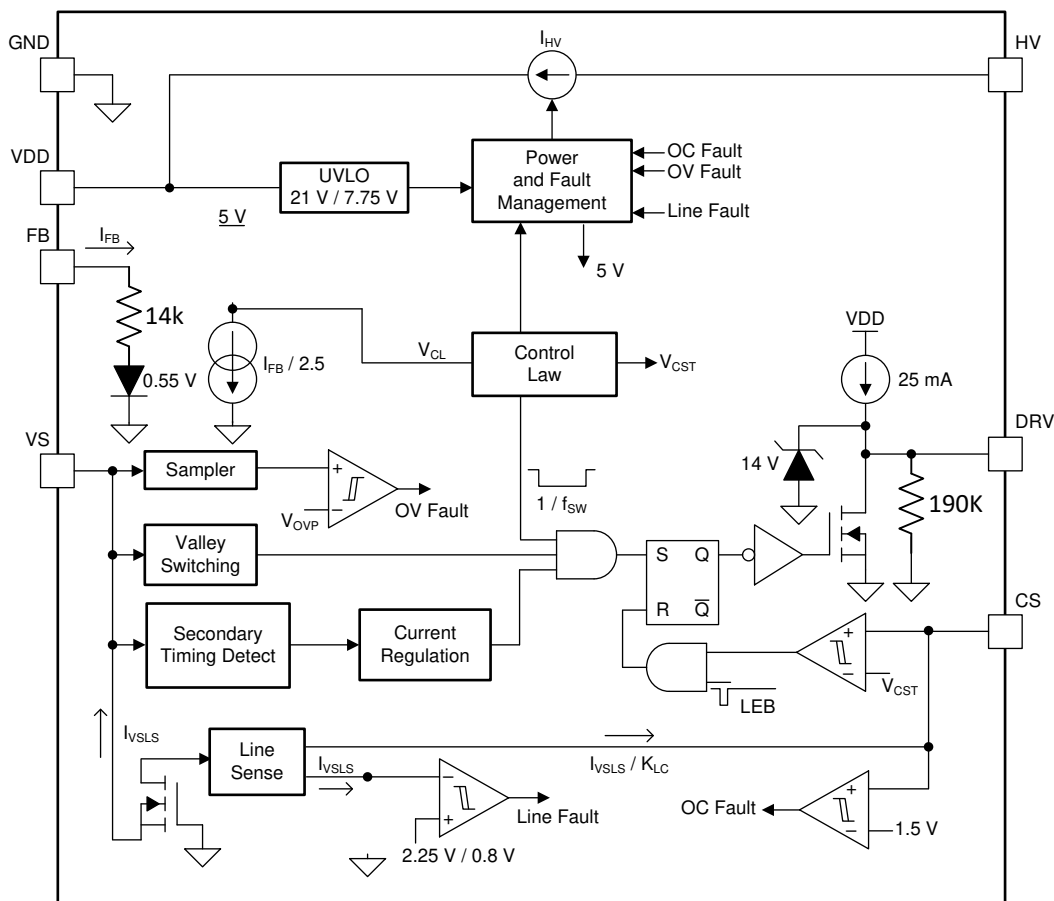 GND
I_HV
HV
VDD
UVLO
21 V / 7.75 V
Power
and Fault
Management
OC Fault
OV Fault
Line Fault
5 V
5 V
FB
I_FB
14k
0.55 V
I_FB / 2.5
V_CL
Control
Law
V_CST
VDD
25 mA
DRV
14 V
190K
VS
Sampler
+
−
V_OVP
OV Fault
1 / f_SW
Valley
Switching
S Q
R Q̅
CS
Secondary
Timing Detect
Current
Regulation
+
−
V_CST
LEB
I_VSLS
Line
Sense
I_VSLS
I_VSLS / K_LC
−
+
Line Fault
2.25 V / 0.8 V
OC Fault
+
−
1.5 V